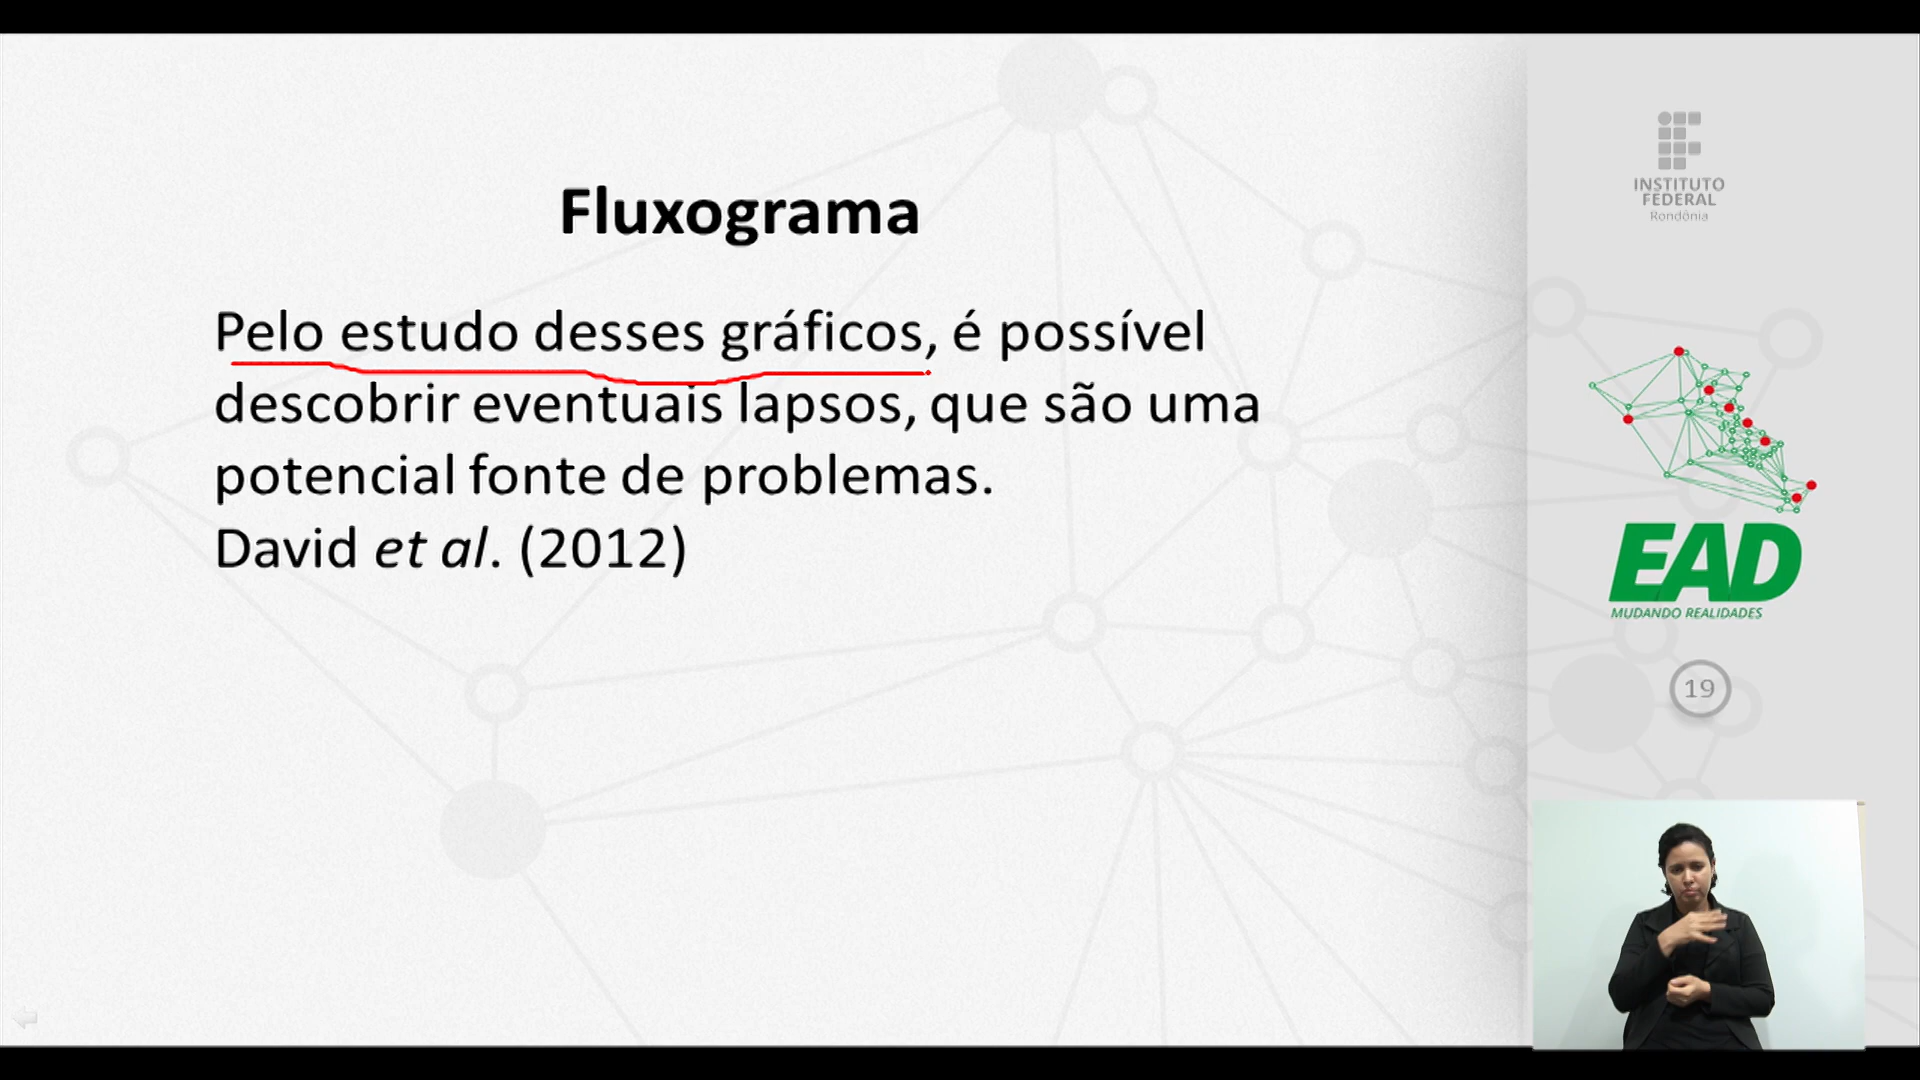 Fluxograma
Pelo estudo desses gráficos, é possível
descobrir eventuais lapsos, que são uma
potencial fonte de problemas.
David et al. (2012)
INSTITUTO
FEDERAL
Rondônia
EAD
MUDANDO REALIDADES
19